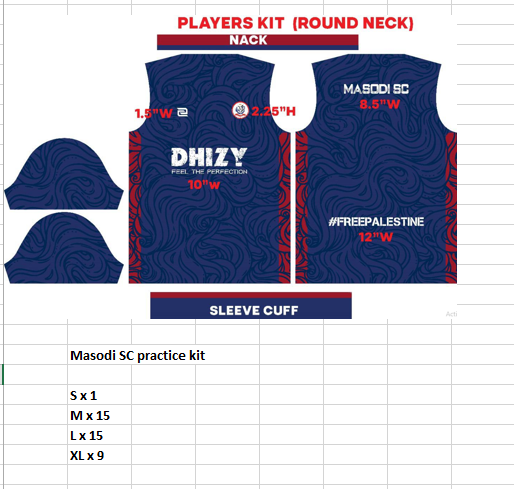 PLAYERS KIT (ROUND NECK)
NACK
MASODI SC
8.5"W
1.5"W
2.25"H
DHIZY
FEEL THE PERFECTION
10"W
#FREEPALESTINE
12"W
SLEEVE CUFF
Acti
Masodi SC practice kit
S x 1
M x 15
L x 15
XL x 9